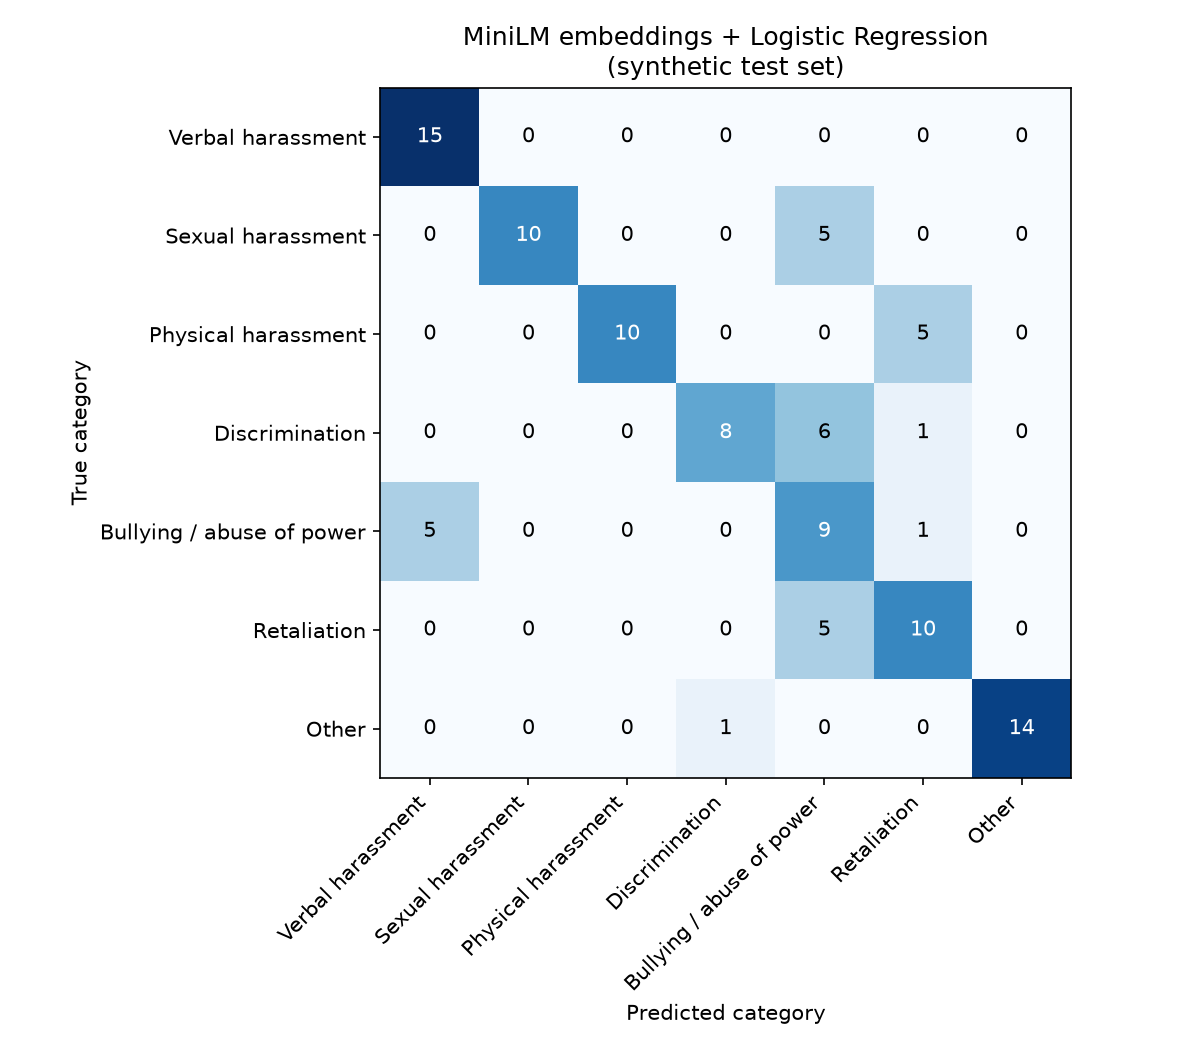 MiniLM embeddings + Logistic Regression
(synthetic test set)
True category
Verbal harassment 15 0 0 0 0 0 0
Sexual harassment 0 10 0 0 5 0 0
Physical harassment 0 0 10 0 0 5 0
Discrimination 0 0 0 8 6 1 0
Bullying / abuse of power 5 0 0 0 9 1 0
Retaliation 0 0 0 0 5 10 0
Other 0 0 0 1 0 0 14
Verbal harassment
Sexual harassment
Physical harassment
Discrimination
Bullying / abuse of power
Retaliation
Other
Predicted category